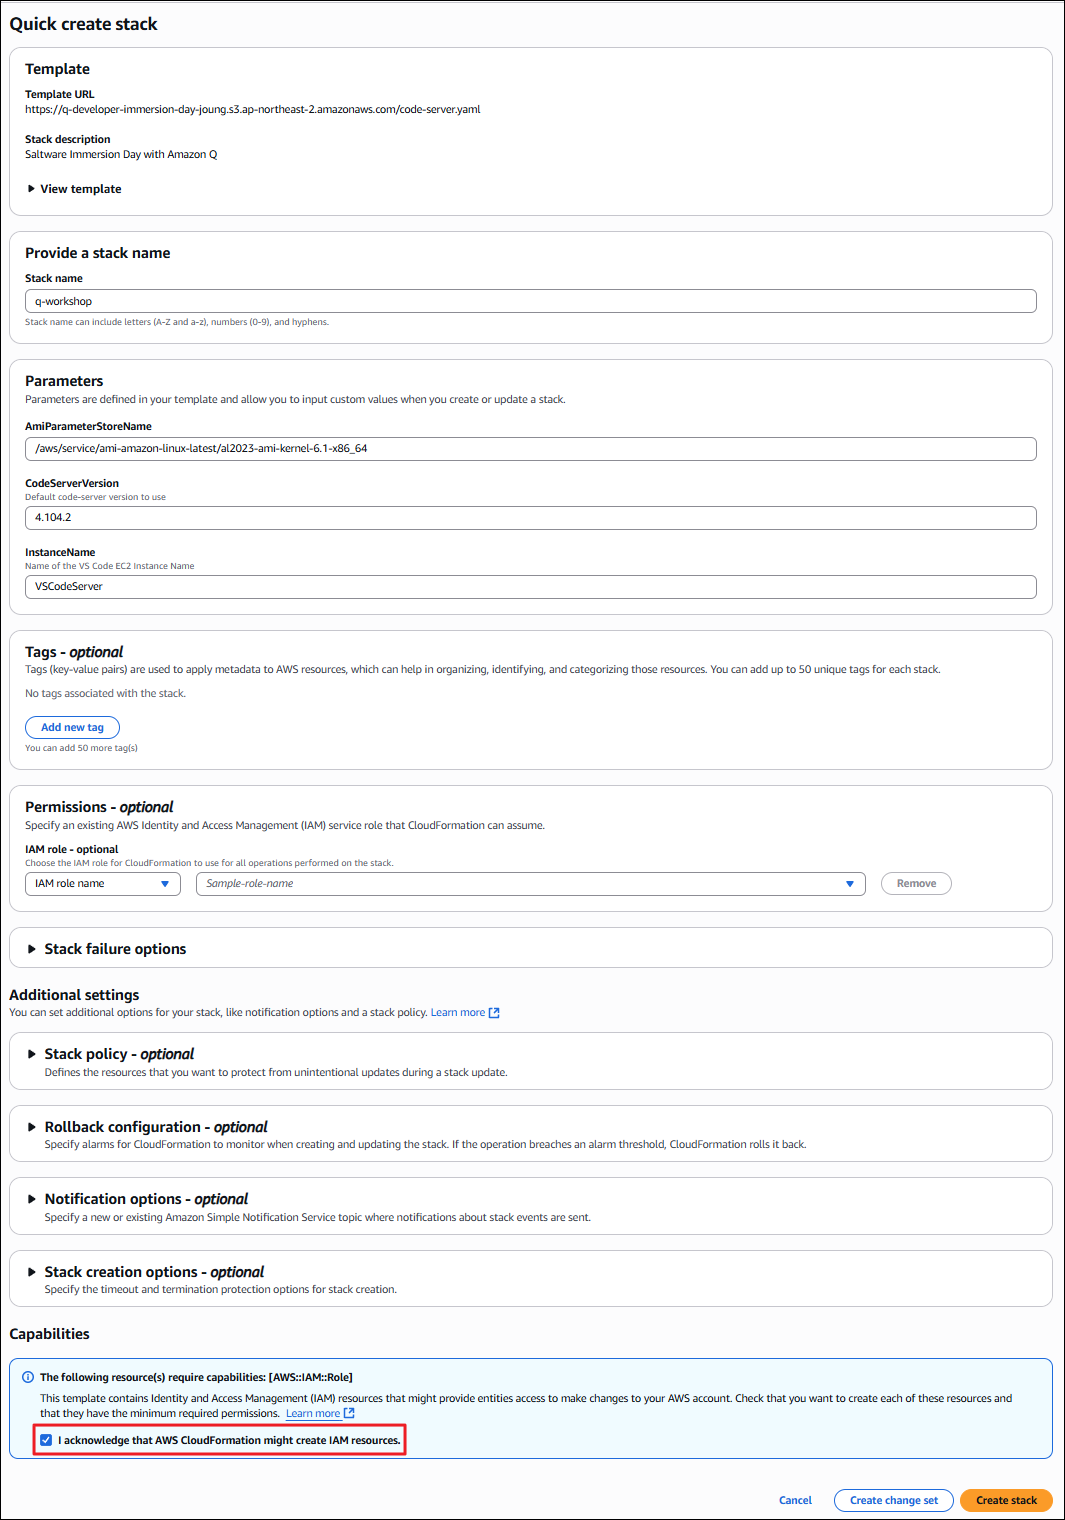 Quick create stack
Template
Template URL
https://q-developer-immersion-day-joung.s3.ap-northeast-2.amazonaws.com/code-server.yaml
Stack description
Saltware Immersion Day with Amazon Q
View template
Provide a stack name
Stack name
q-workshop
Stack name can include letters (A-Z and a-z), numbers (0-9), and hyphens.
Parameters
Parameters are defined in your template and allow you to input custom values when you create or update a stack.
AmiParameterStoreName
/aws/service/ami-amazon-linux-latest/al2023-ami-kernel-6.1-x86_64
CodeServerVersion
Default code-server version to use
4.104.2
InstanceName
Name of the VS Code EC2 Instance Name
VSCodeServer
Tags - optional
Tags (key-value pairs) are used to apply metadata to AWS resources, which can help in organizing, identifying, and categorizing those resources. You can add up to 50 unique tags for each stack.
No tags associated with the stack.
Add new tag
You can add 50 more tag(s)
Permissions - optional
Specify an existing AWS Identity and Access Management (IAM) service role that CloudFormation can assume.
IAM role - optional
Choose the IAM role for CloudFormation to use for all operations performed on the stack.
IAM role name Sample-role-name Remove
Stack failure options
Additional settings
You can set additional options for your stack, like notification options and a stack policy. Learn more
Stack policy - optional
Defines the resources that you want to protect from unintentional updates during a stack update.
Rollback configuration - optional
Specify alarms for CloudFormation to monitor when creating and updating the stack. If the operation breaches an alarm threshold, CloudFormation rolls it back.
Notification options - optional
Specify a new or existing Amazon Simple Notification Service topic where notifications about stack events are sent.
Stack creation options - optional
Specify the timeout and termination protection options for stack creation.
Capabilities
The following resource(s) require capabilities: [AWS::IAM::Role]
This template contains Identity and Access Management (IAM) resources that might provide entities access to make changes to your AWS account. Check that you want to create each of these resources and
that they have the minimum required permissions. Learn more
I acknowledge that AWS CloudFormation might create IAM resources.
Cancel Create change set Create stack